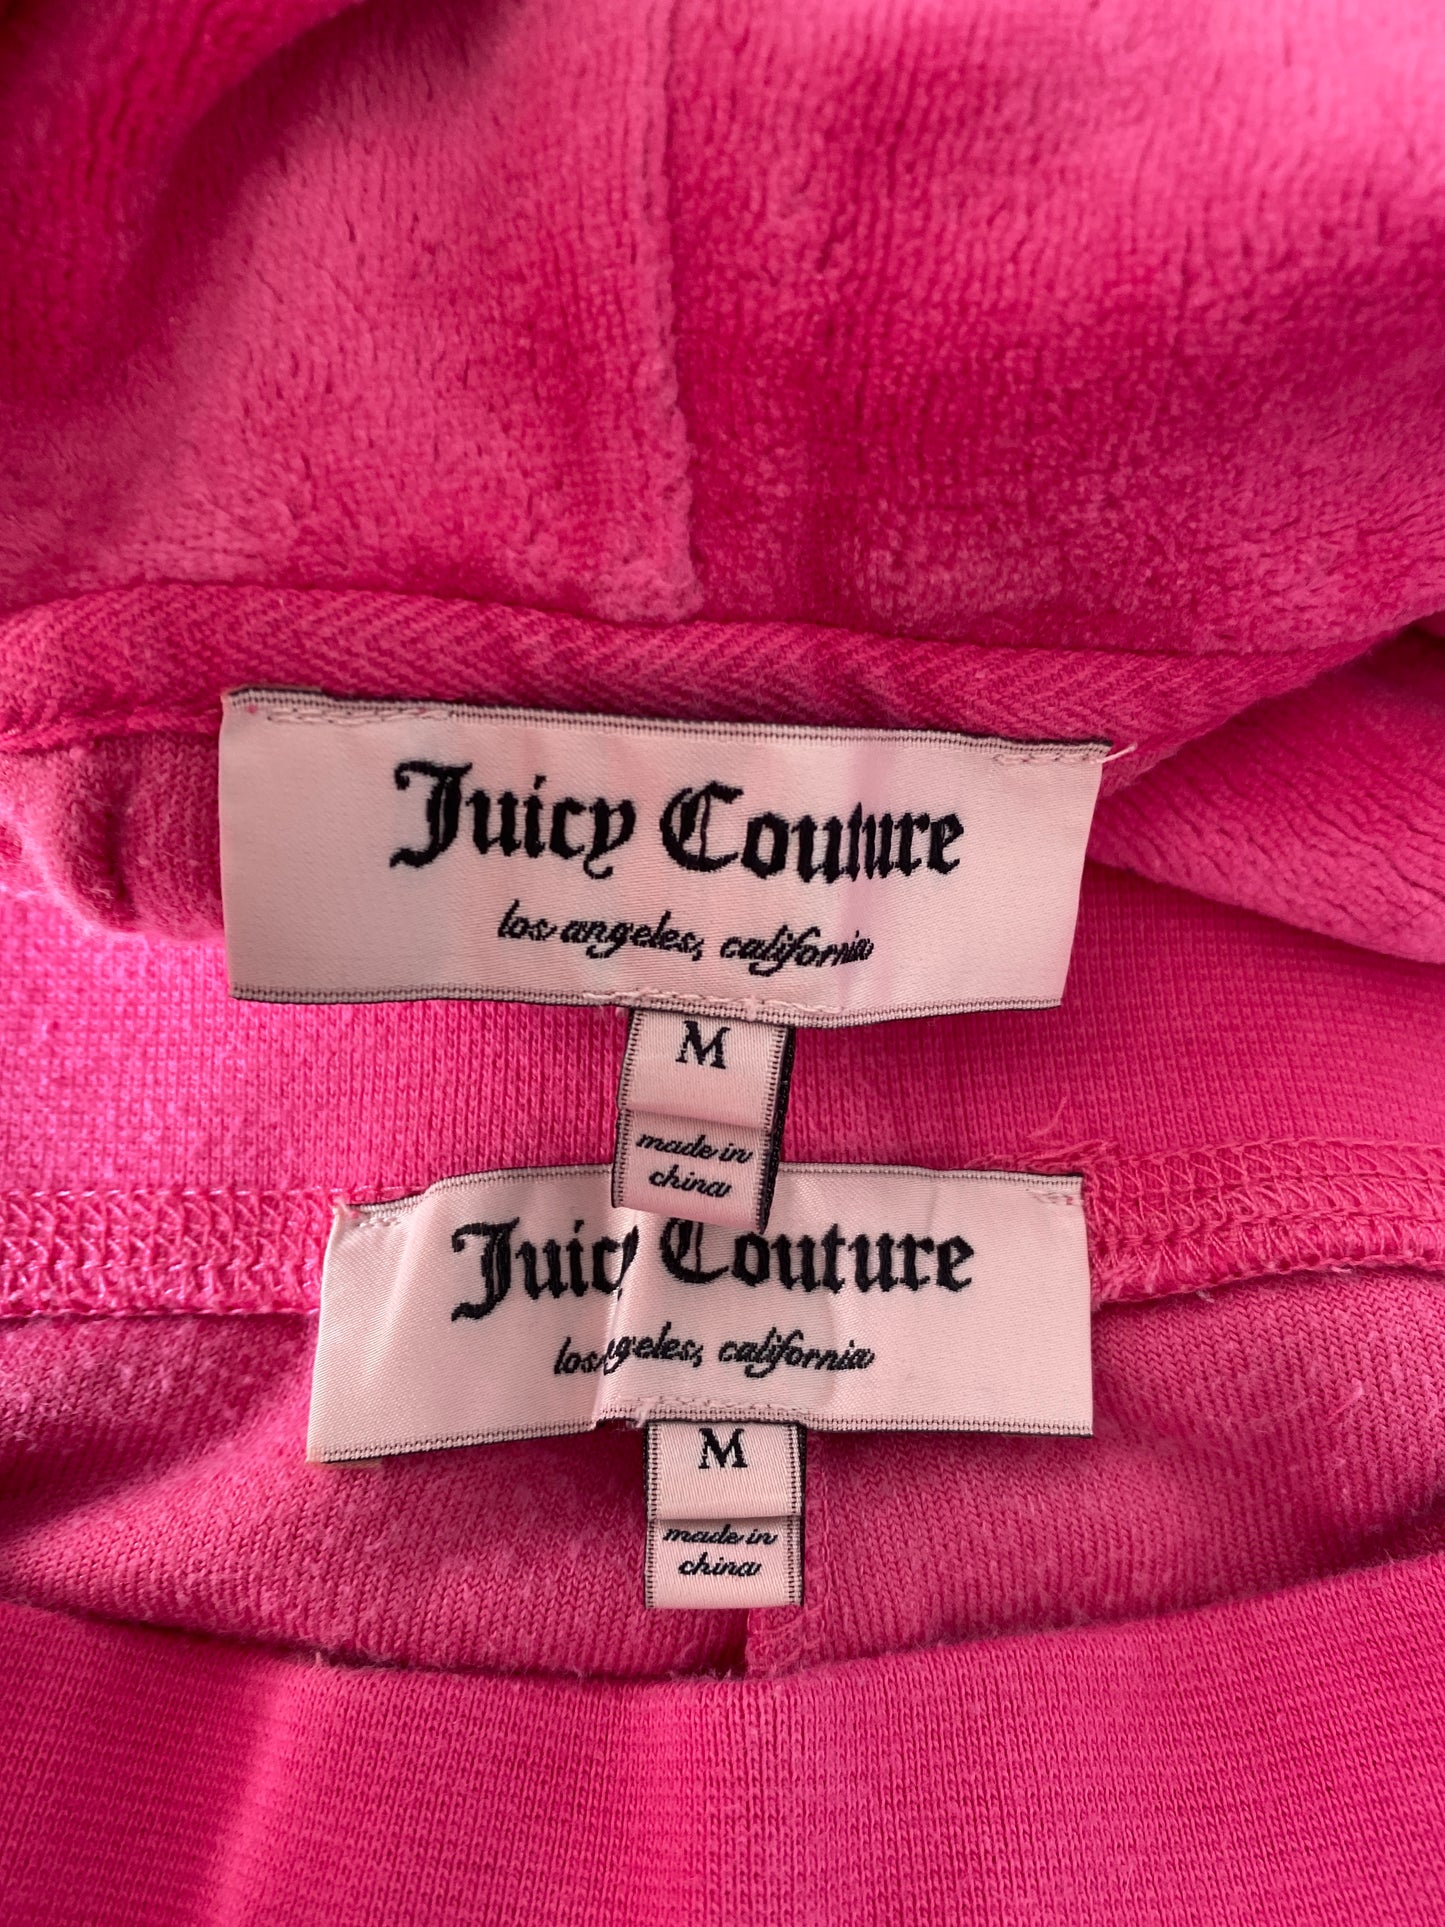 Juicy Couture
los angeles, california
M
made in
china
Juicy Couture
los angeles, california
M
made in
china